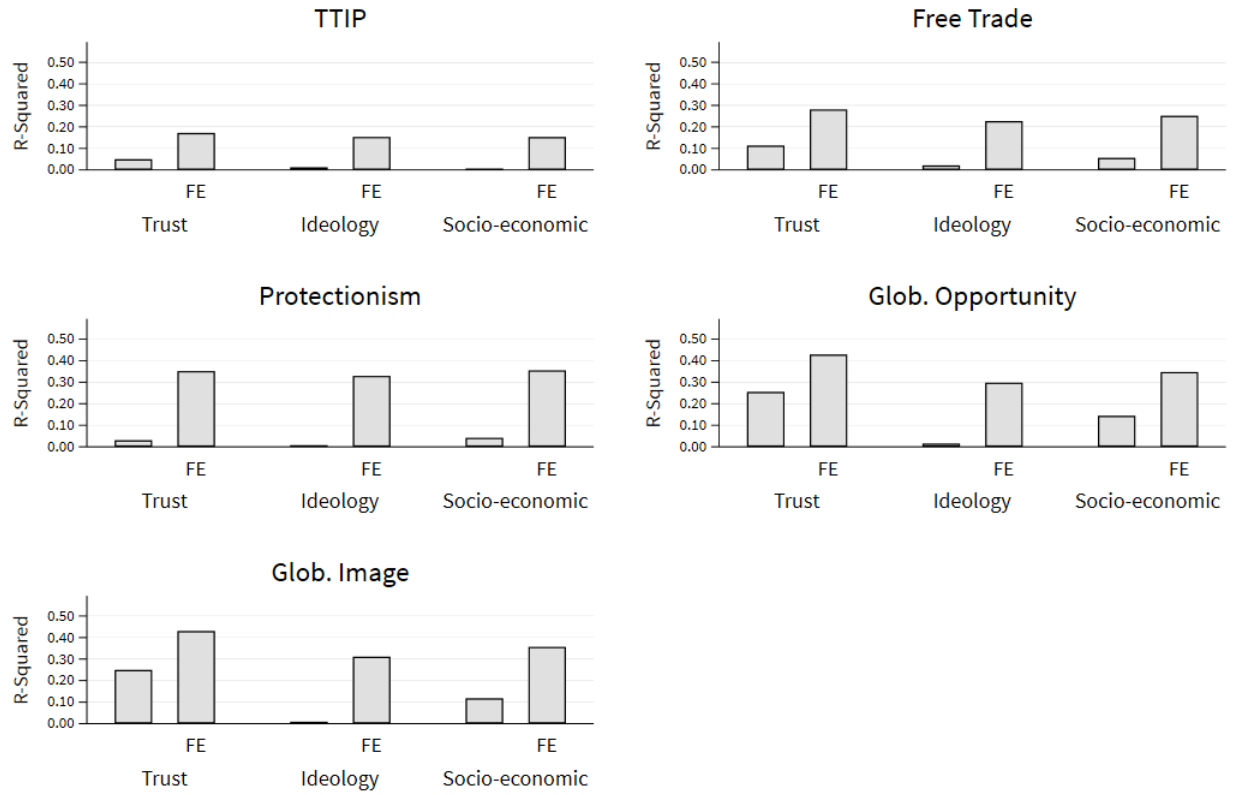 TTIP
R-Squared
0.50
0.40
0.30
0.20
0.10
0.00
FE FE FE
Trust Ideology Socio-economic
Free Trade
R-Squared
0.50
0.40
0.30
0.20
0.10
0.00
FE FE FE
Trust Ideology Socio-economic
Protectionism
R-Squared
0.50
0.40
0.30
0.20
0.10
0.00
FE FE FE
Trust Ideology Socio-economic
Glob. Opportunity
R-Squared
0.50
0.40
0.30
0.20
0.10
0.00
FE FE FE
Trust Ideology Socio-economic
Glob. Image
R-Squared
0.50
0.40
0.30
0.20
0.10
0.00
FE FE FE
Trust Ideology Socio-economic